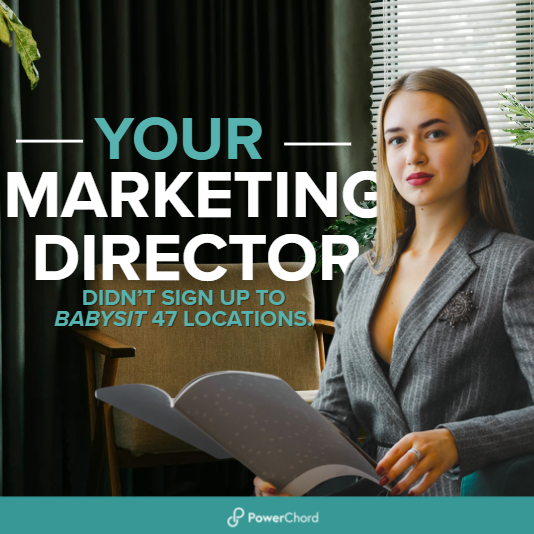 YOUR
MARKETING
DIRECTOR
DIDN'T SIGN UP TO
BABYSIT 47 LOCATIONS.
PowerChord